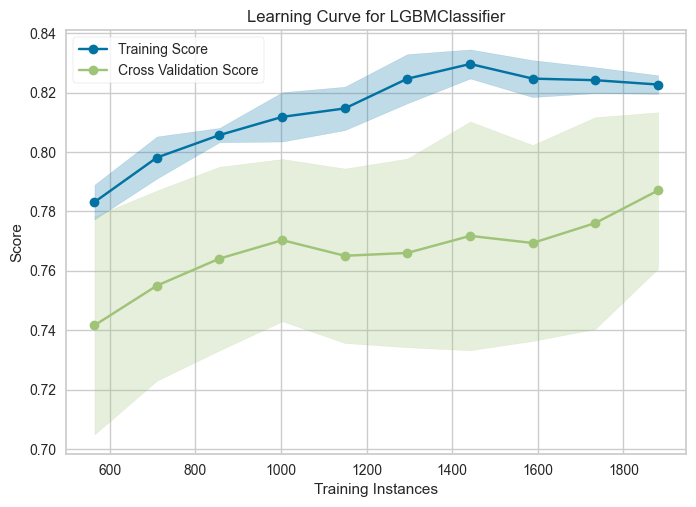 Learning Curve for LGBMClassifier
Training Score
Cross Validation Score
0.84
0.82
0.80
0.78
0.76
0.74
0.72
0.70
Score
600 800 1000 1200 1400 1600 1800
Training Instances